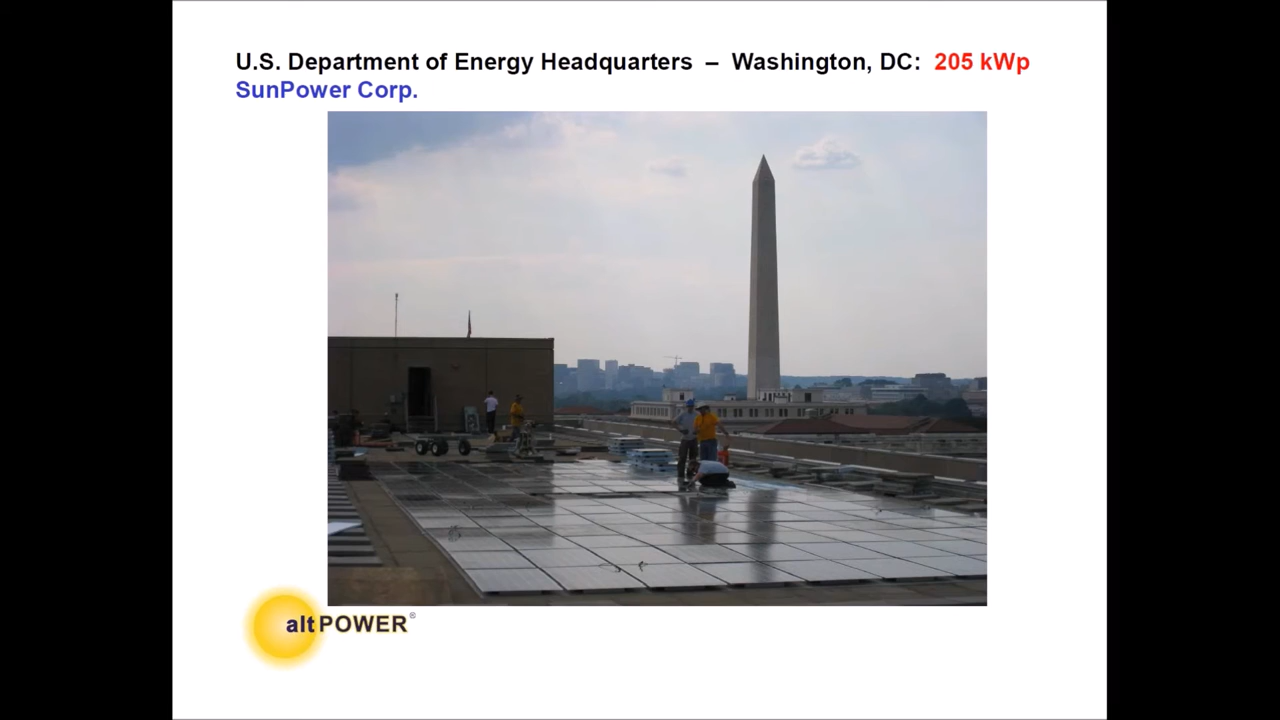 U.S. Department of Energy Headquarters – Washington, DC: 205 kWp
SunPower Corp.
altPOWER®